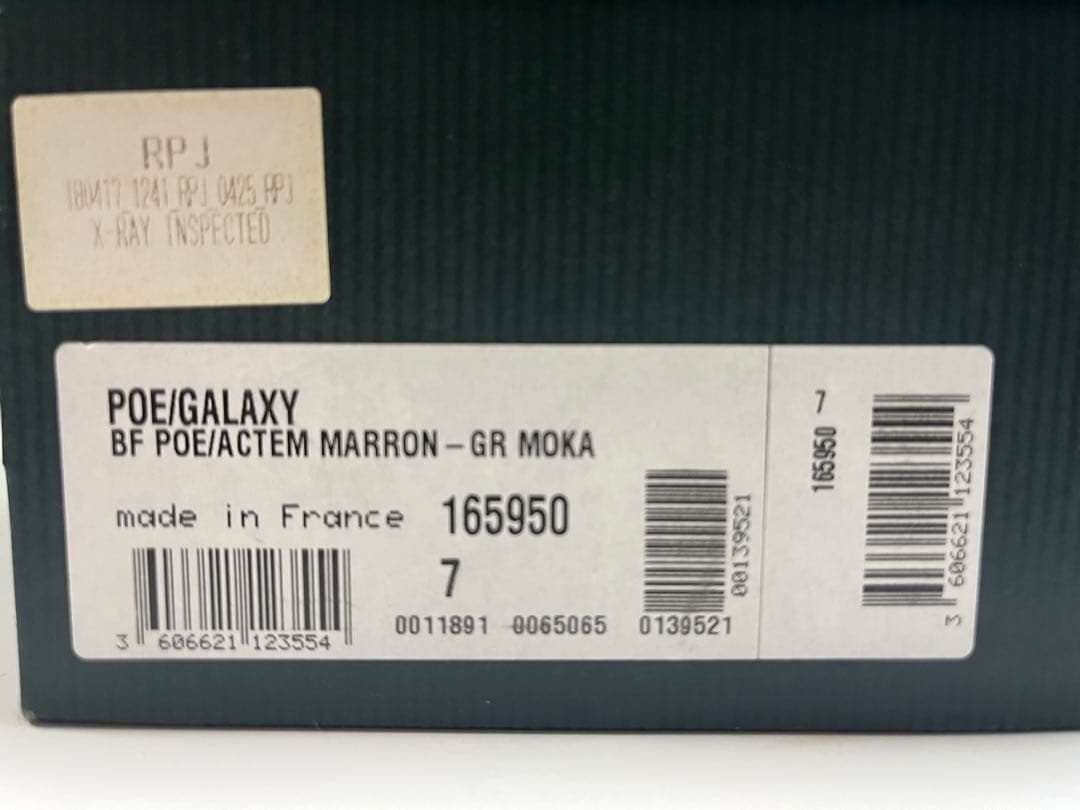 RPJ
180417 1241 RPJ 0425 RPJ
X-RAY INSPECTED
POE/GALAXY
BF POE/ACTEM MARRON – GR MOKA
made in France 165950
7
3 606621 123554
0011891 0065065 0139521
00139521
7
165950
3 606621 123554